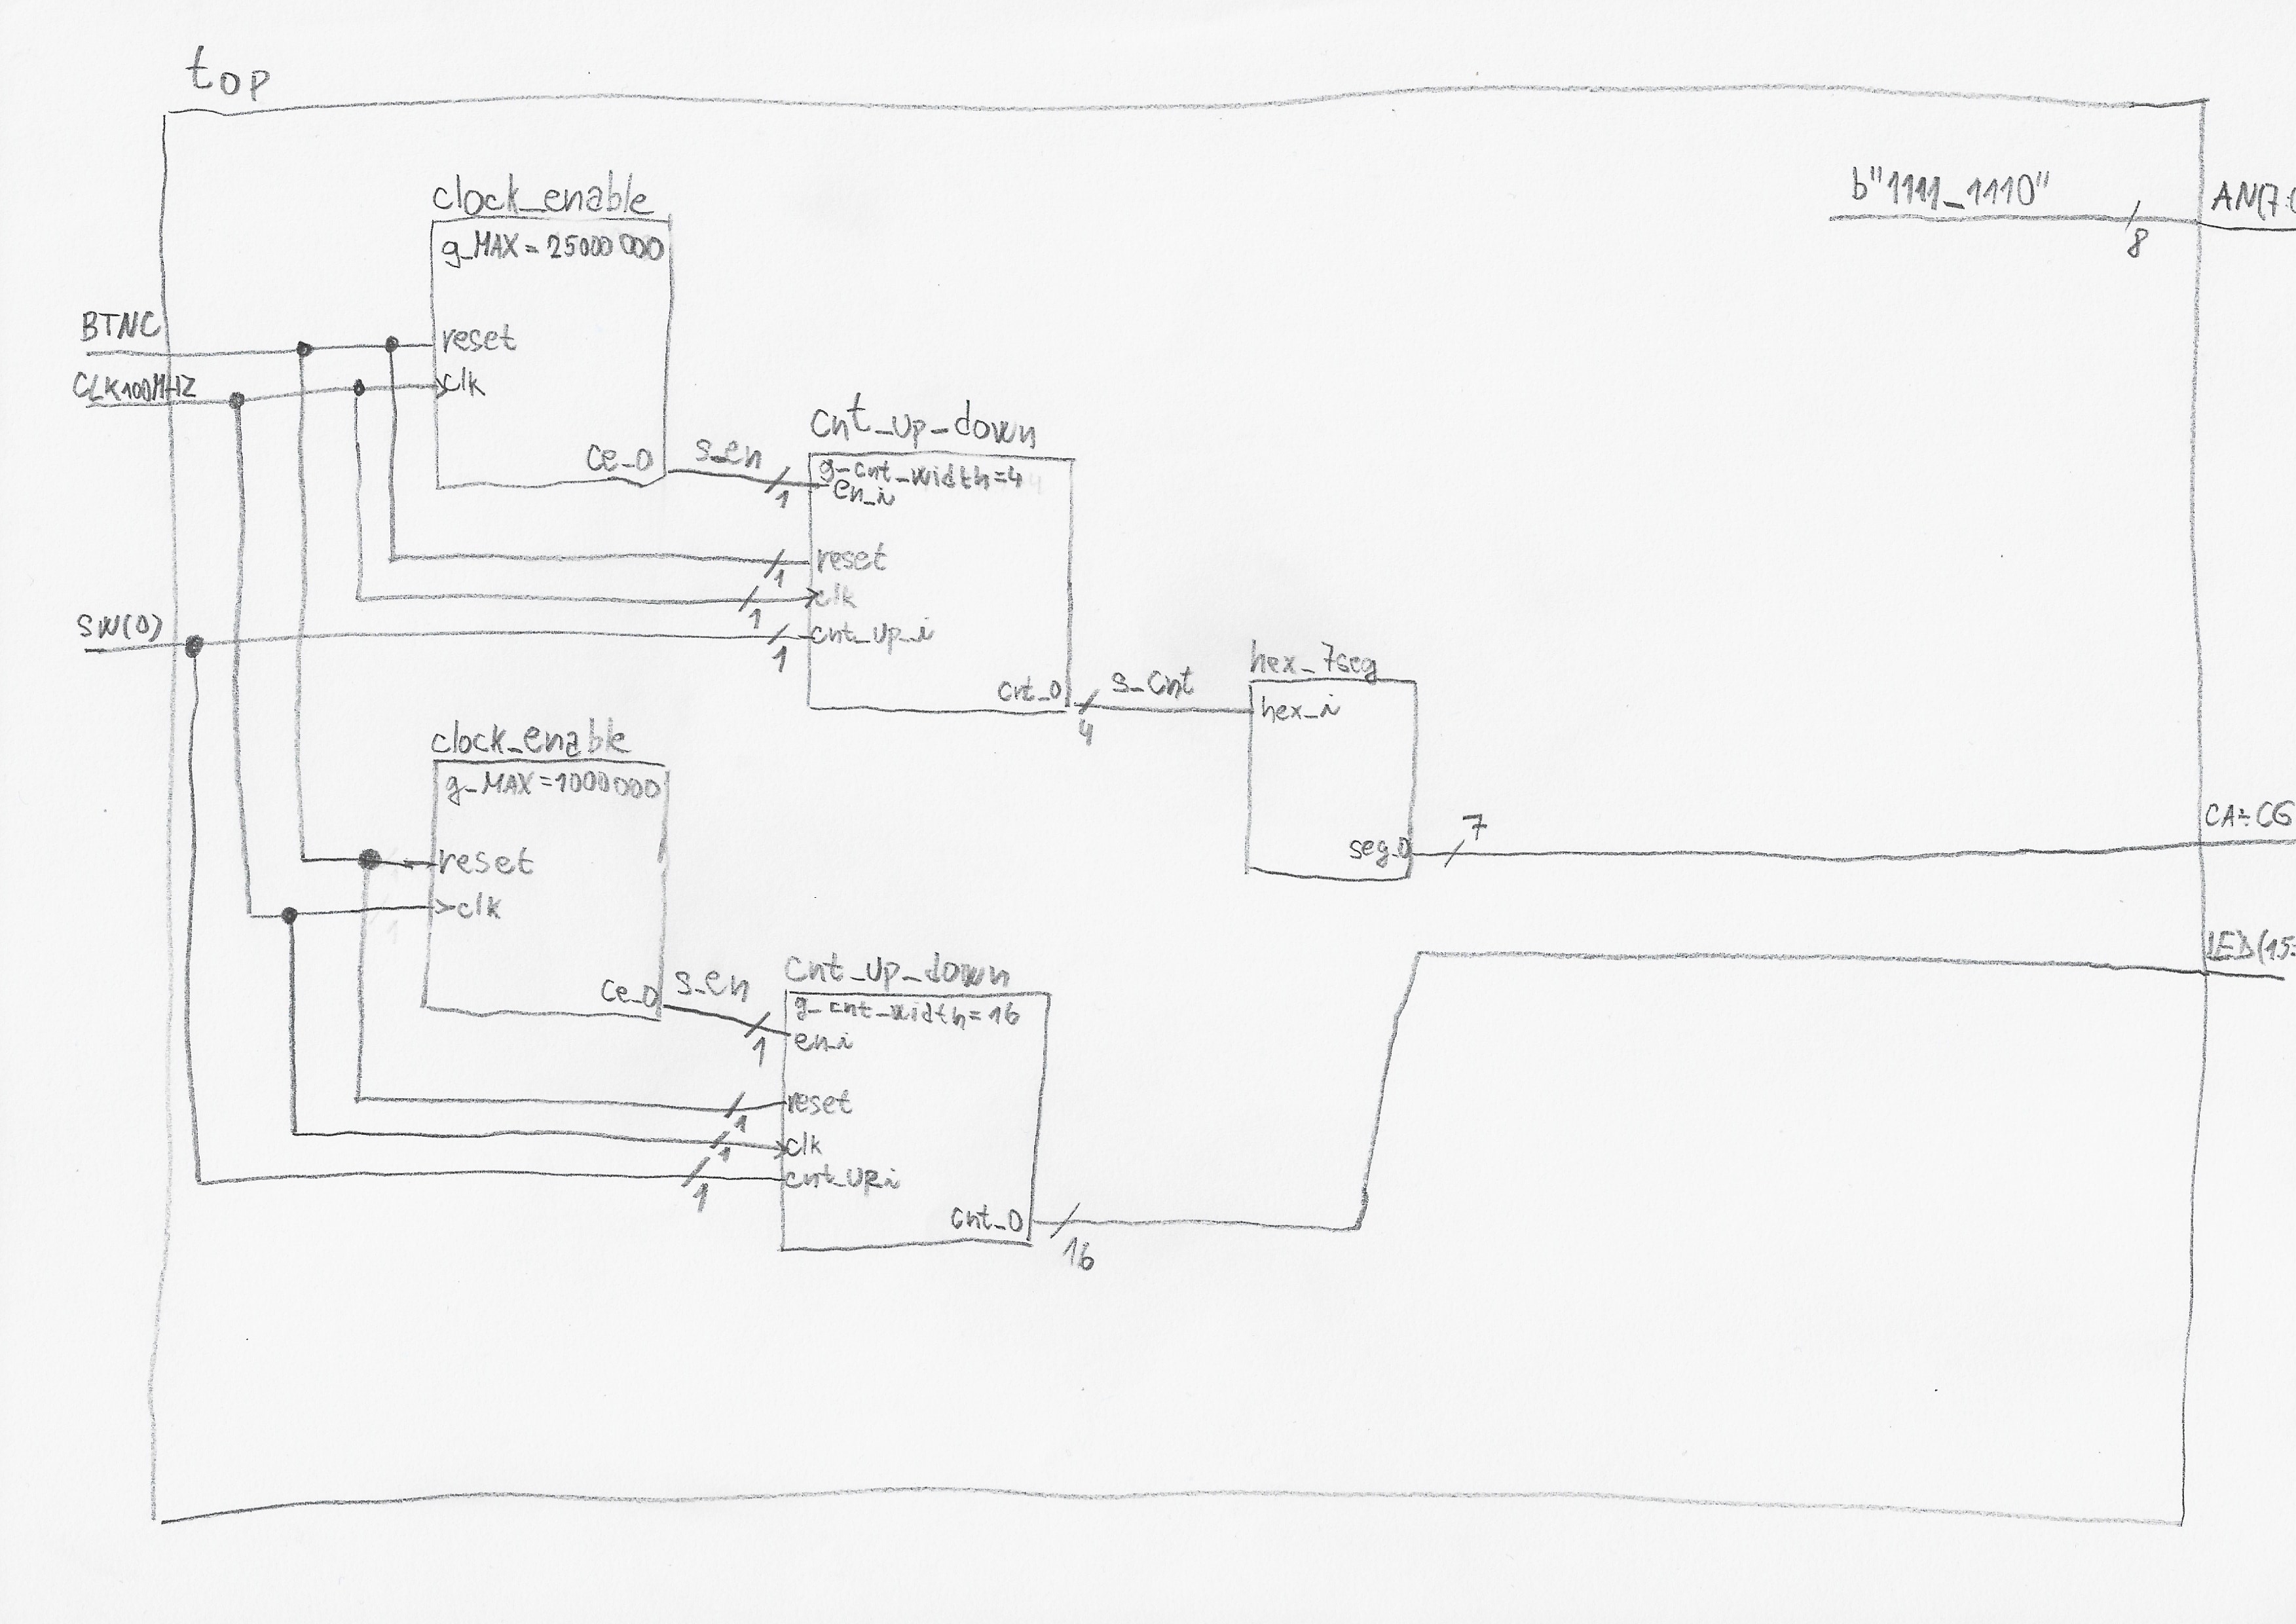 top
b"1111_1110"
8
AN(7:
clock_enable
g_MAX=25000000
BTNC
reset
CLK100MHZ
clk
ce_o
s_en
1
cnt_up_down
g_cnt_width=4
en_i
reset
1
clk
1
SW(0)
cnt_up_i
1
cnt_o
s_cnt
4
hex_7seg
hex_i
seg_o
7
CA÷CG
clock_enable
g_MAX=1000000
reset
clk
ce_o
s_en
1
cnt_up_down
g_cnt_width=16
en_i
reset
1
clk
1
cnt_up_i
1
cnt_o
16
LED(15: